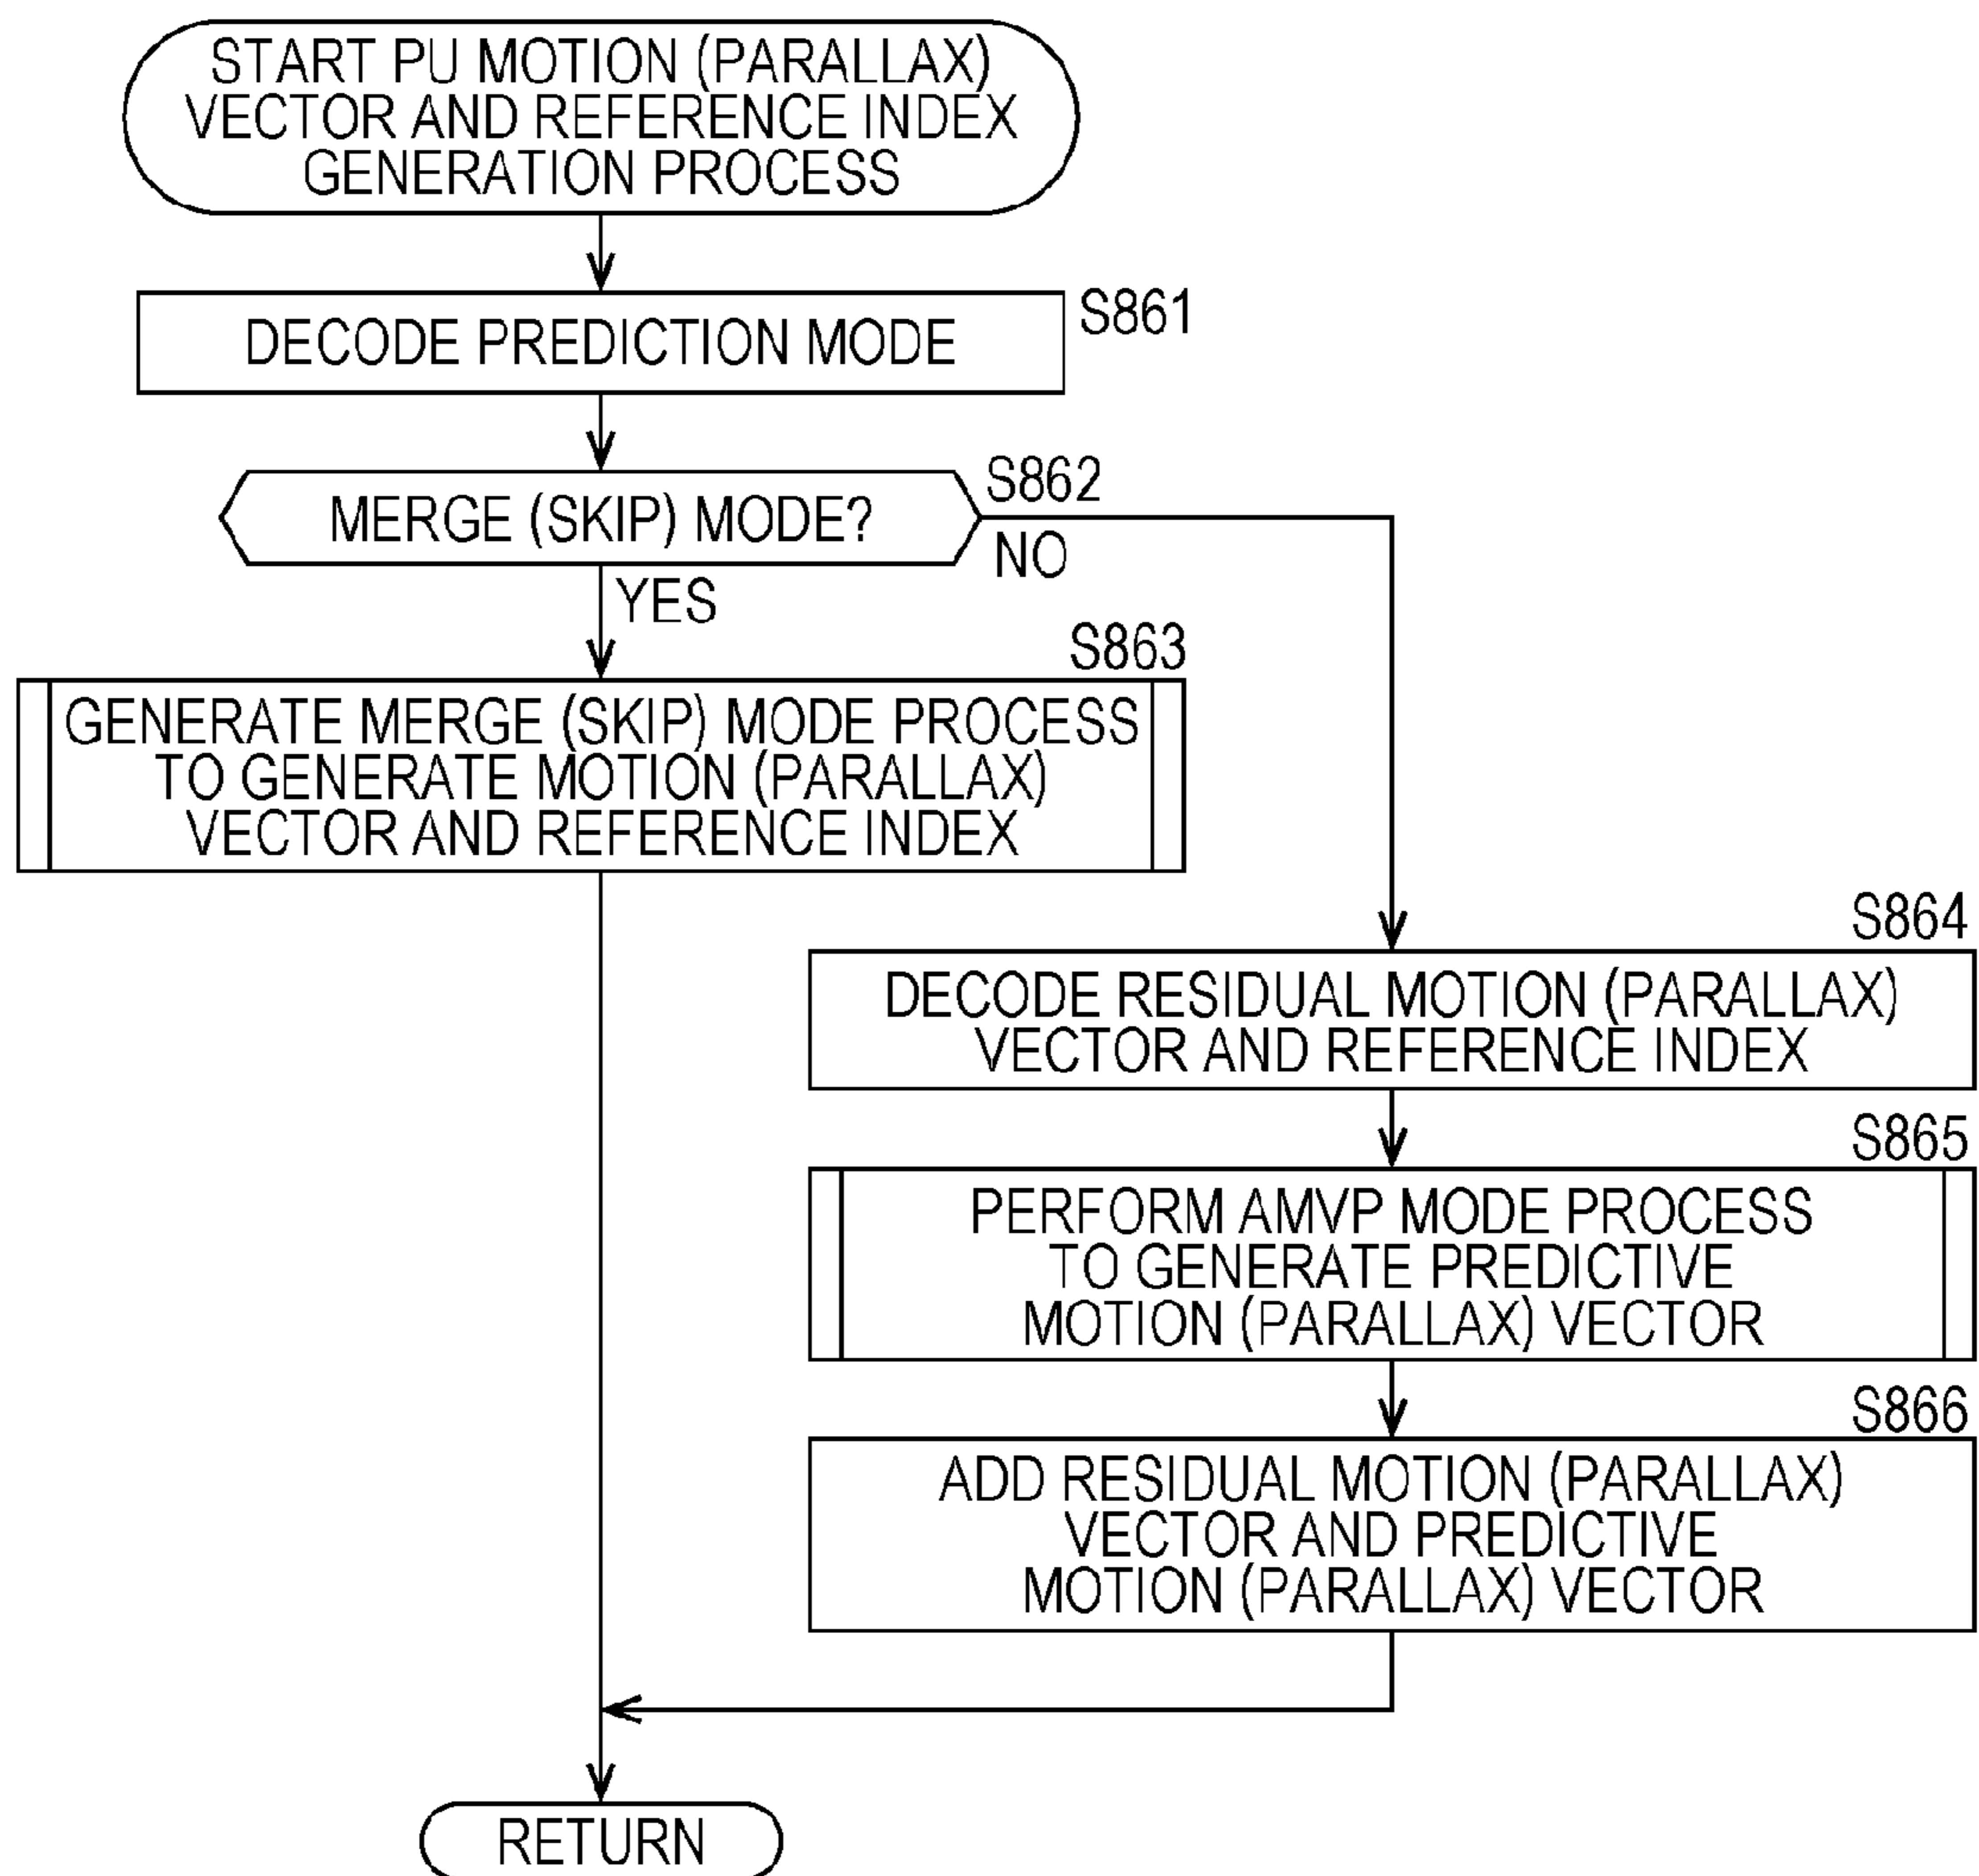 START PU MOTION (PARALLAX)
VECTOR AND REFERENCE INDEX
GENERATION PROCESS
DECODE PREDICTION MODE
S861
MERGE (SKIP) MODE?
S862
NO
YES
S863
GENERATE MERGE (SKIP) MODE PROCESS
TO GENERATE MOTION (PARALLAX)
VECTOR AND REFERENCE INDEX
S864
DECODE RESIDUAL MOTION (PARALLAX)
VECTOR AND REFERENCE INDEX
S865
PERFORM AMVP MODE PROCESS
TO GENERATE PREDICTIVE
MOTION (PARALLAX) VECTOR
S866
ADD RESIDUAL MOTION (PARALLAX)
VECTOR AND PREDICTIVE
MOTION (PARALLAX) VECTOR
RETURN